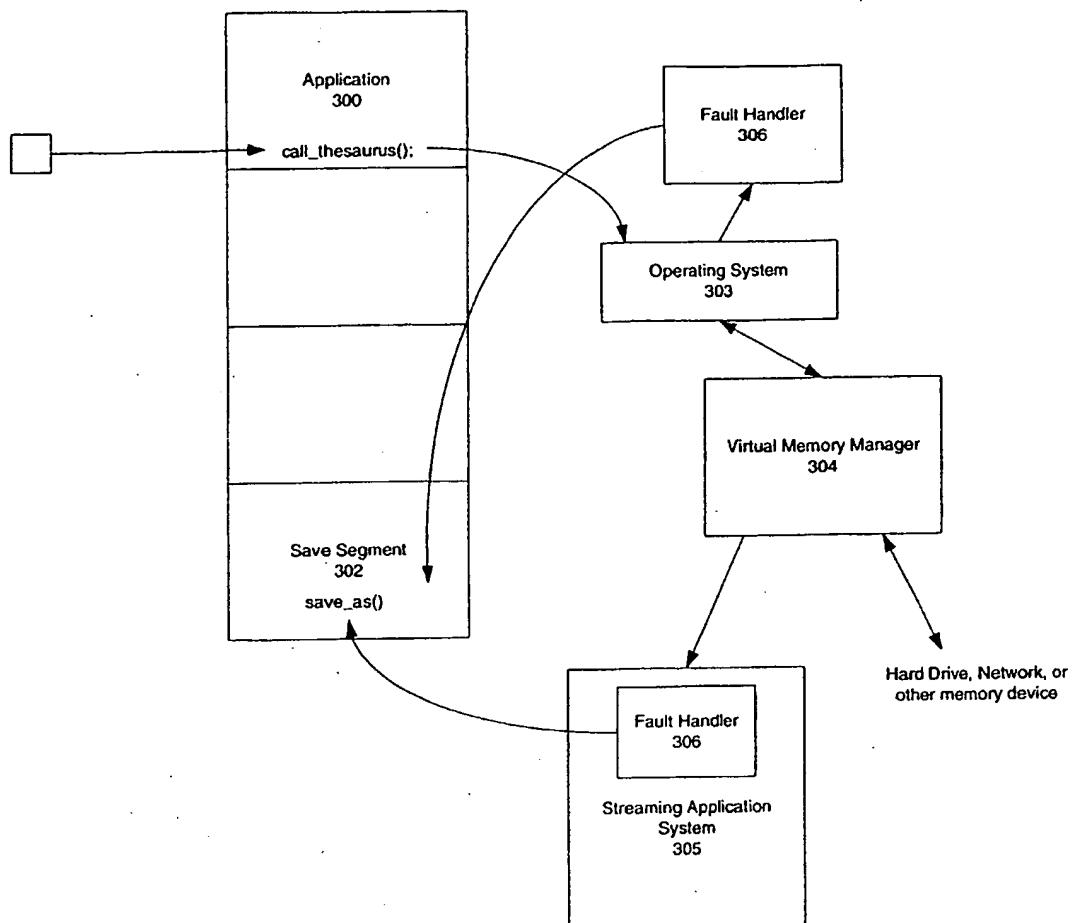 Application
300
call_thesaurus();
Fault Handler
306
Operating System
303
Virtual Memory Manager
304
Save Segment
302
save_as()
Hard Drive, Network, or
other memory device
Fault Handler
306
Streaming Application
System
305